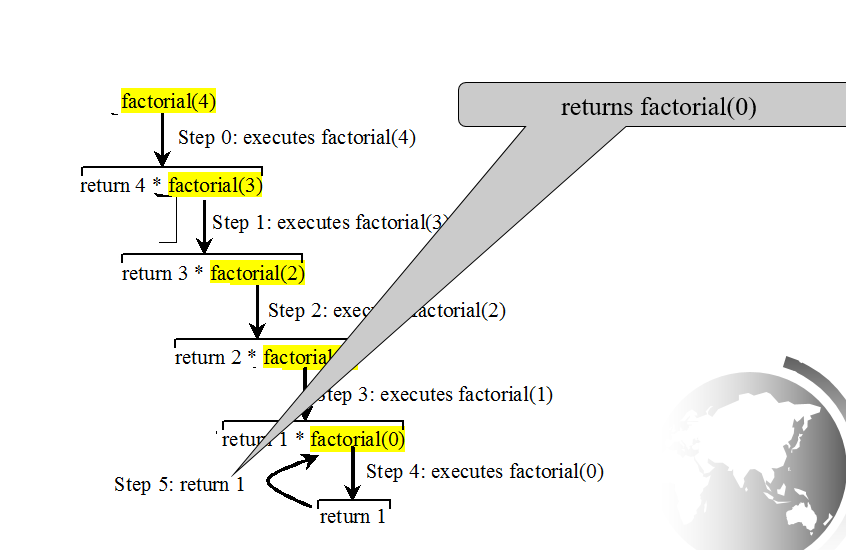 returns factorial(0)
factorial(4)
Step 0: executes factorial(4)
return 4 * factorial(3)
Step 1: executes factorial(3)
return 3 * factorial(2)
Step 2: factorial(2)
return 2 *
Step 3: executes factorial(1)
return 1 * factorial(0)
Step 4: executes factorial(0)
Step 5: return 1
return 1